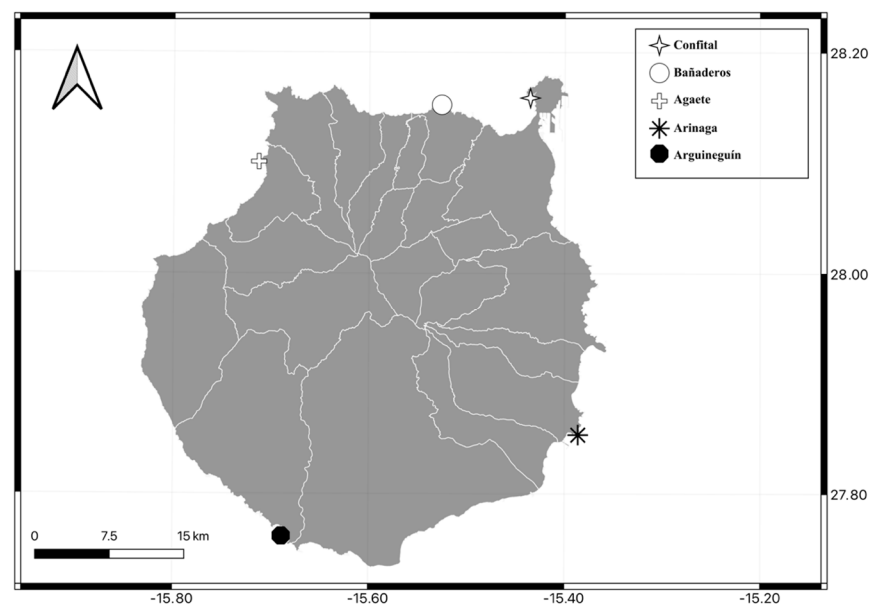 28.20
Confital
Bañaderos
Agaete
Arinaga
Arguineguín
28.00
27.80
0 7.5 15 km
-15.80 -15.60 -15.40 -15.20